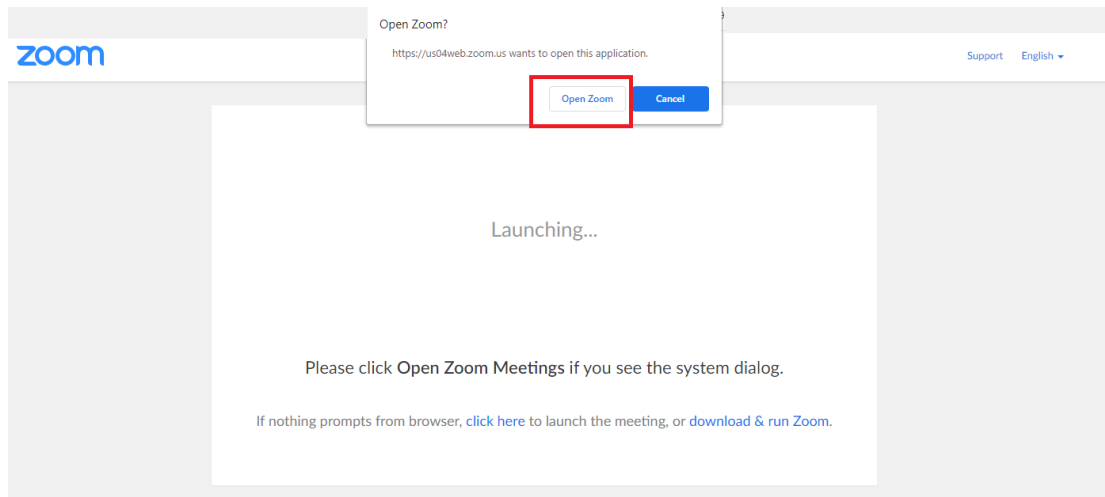 Open Zoom?
https://us04web.zoom.us wants to open this application.
zoom
Support English
Open Zoom Cancel
Launching...
Please click Open Zoom Meetings if you see the system dialog.
If nothing prompts from browser, click here to launch the meeting, or download & run Zoom.